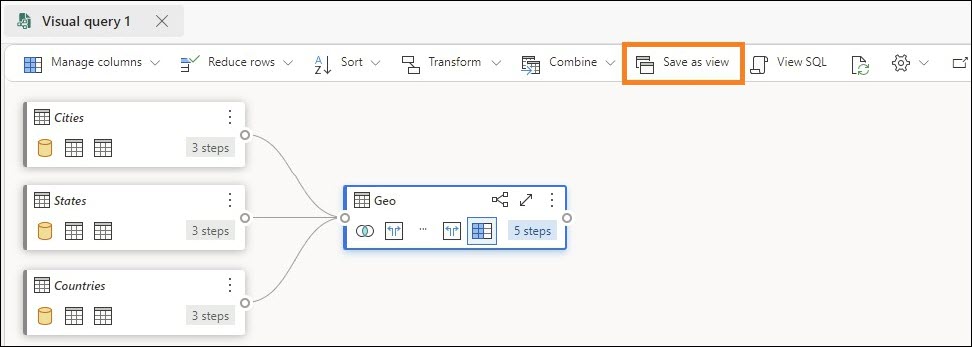 Visual query 1
Manage columns Reduce rows Sort Transform Combine Save as view View SQL
Cities
3 steps
States
3 steps
Geo
5 steps
Countries
3 steps